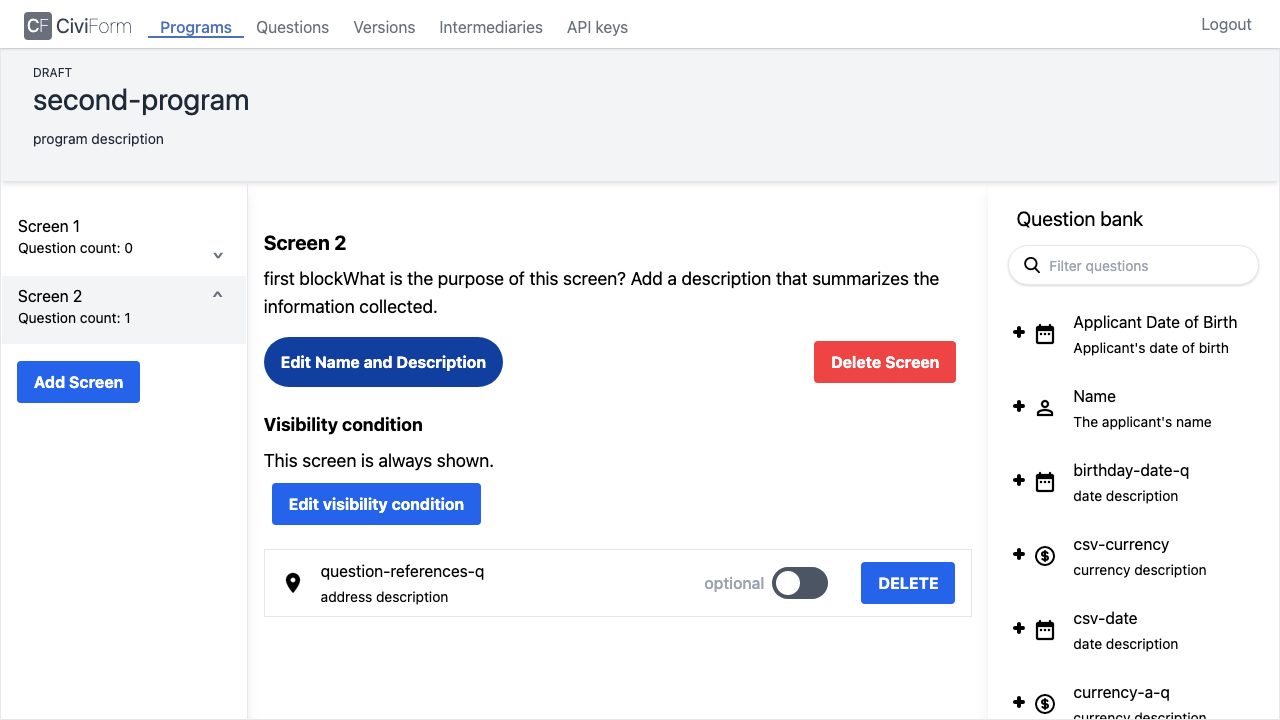 CF CiviForm Programs Questions Versions Intermediaries API keys Logout
DRAFT
second-program
program description
Screen 1
Question count: 0
Screen 2
Question count: 1
Add Screen
Screen 2
first blockWhat is the purpose of this screen? Add a description that summarizes the
information collected.
Edit Name and Description
Delete Screen
Visibility condition
This screen is always shown.
Edit visibility condition
question-references-q
address description
optional
DELETE
Question bank
Filter questions
Applicant Date of Birth
Applicant's date of birth
Name
The applicant's name
birthday-date-q
date description
csv-currency
currency description
csv-date
date description
currency-a-q
currency description